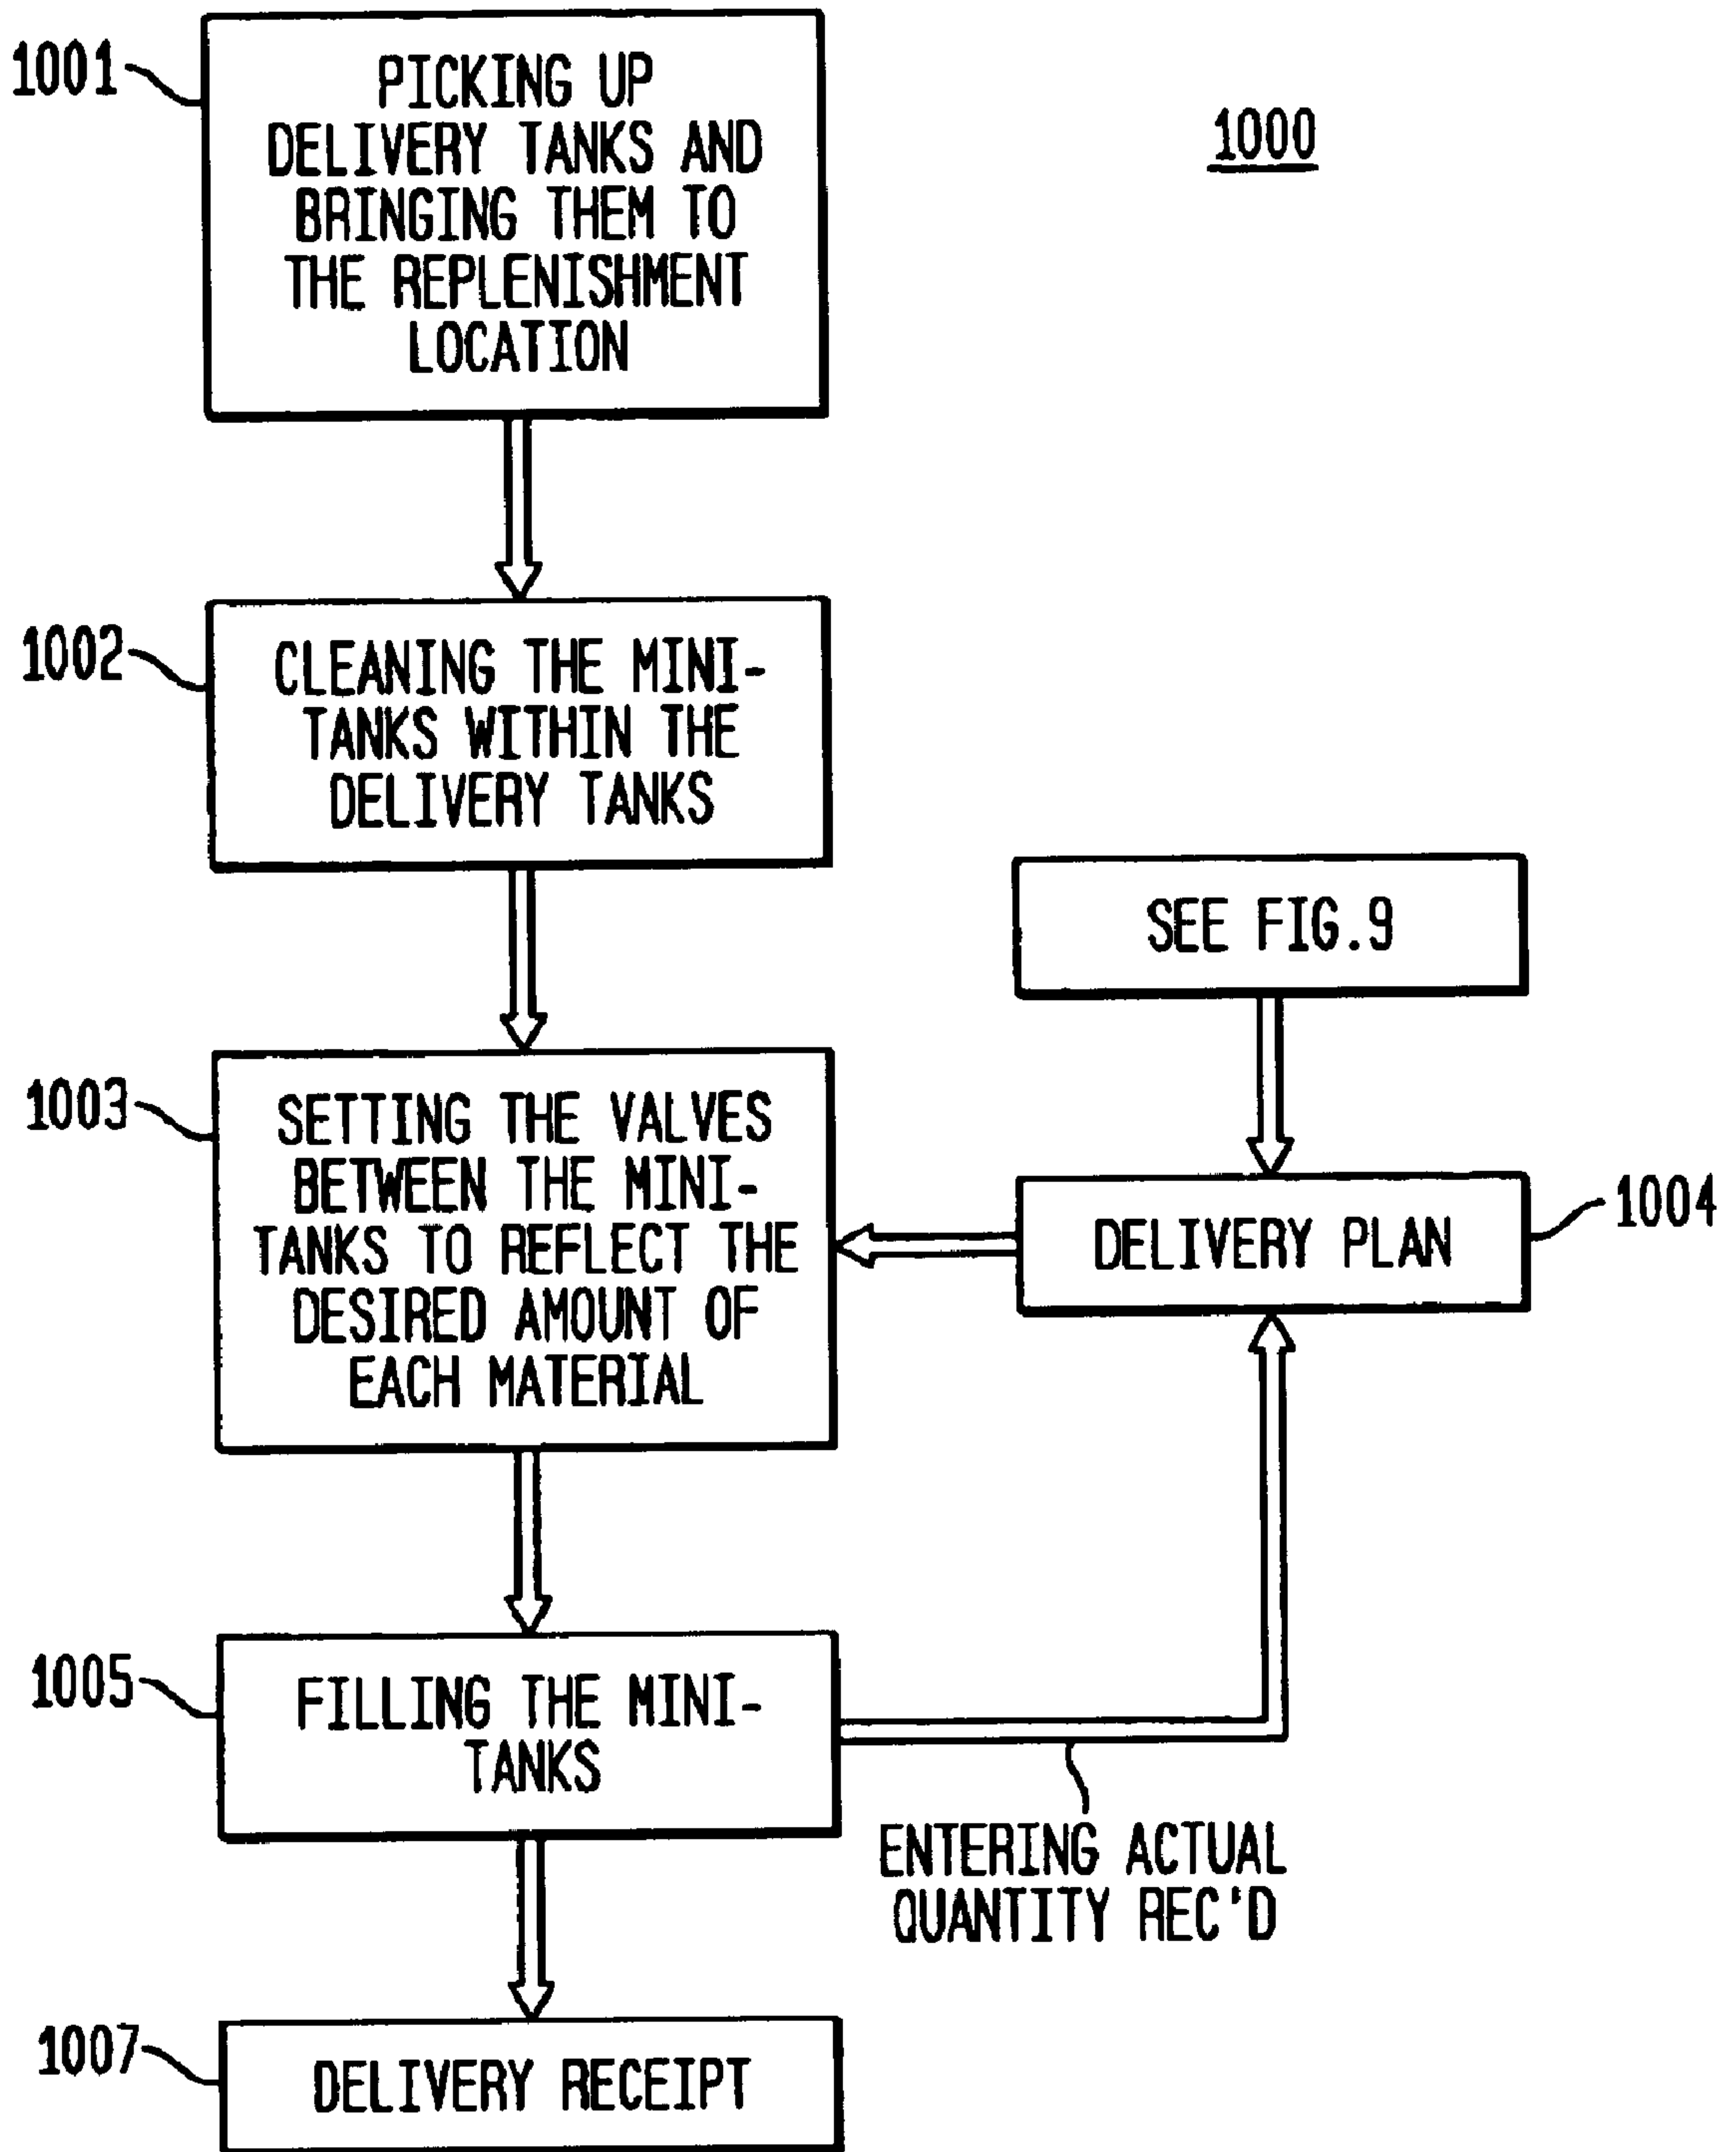 1000
1001
PICKING UP
DELIVERY TANKS AND
BRINGING THEM TO
THE REPLENISHMENT
LOCATION
1002
CLEANING THE MINI-
TANKS WITHIN THE
DELIVERY TANKS
1003
SETTING THE VALVES
BETWEEN THE MINI-
TANKS TO REFLECT THE
DESIRED AMOUNT OF
EACH MATERIAL
SEE FIG.9
DELIVERY PLAN
1004
1005
FILLING THE MINI-
TANKS
ENTERING ACTUAL
QUANTITY REC'D
1007
DELIVERY RECEIPT